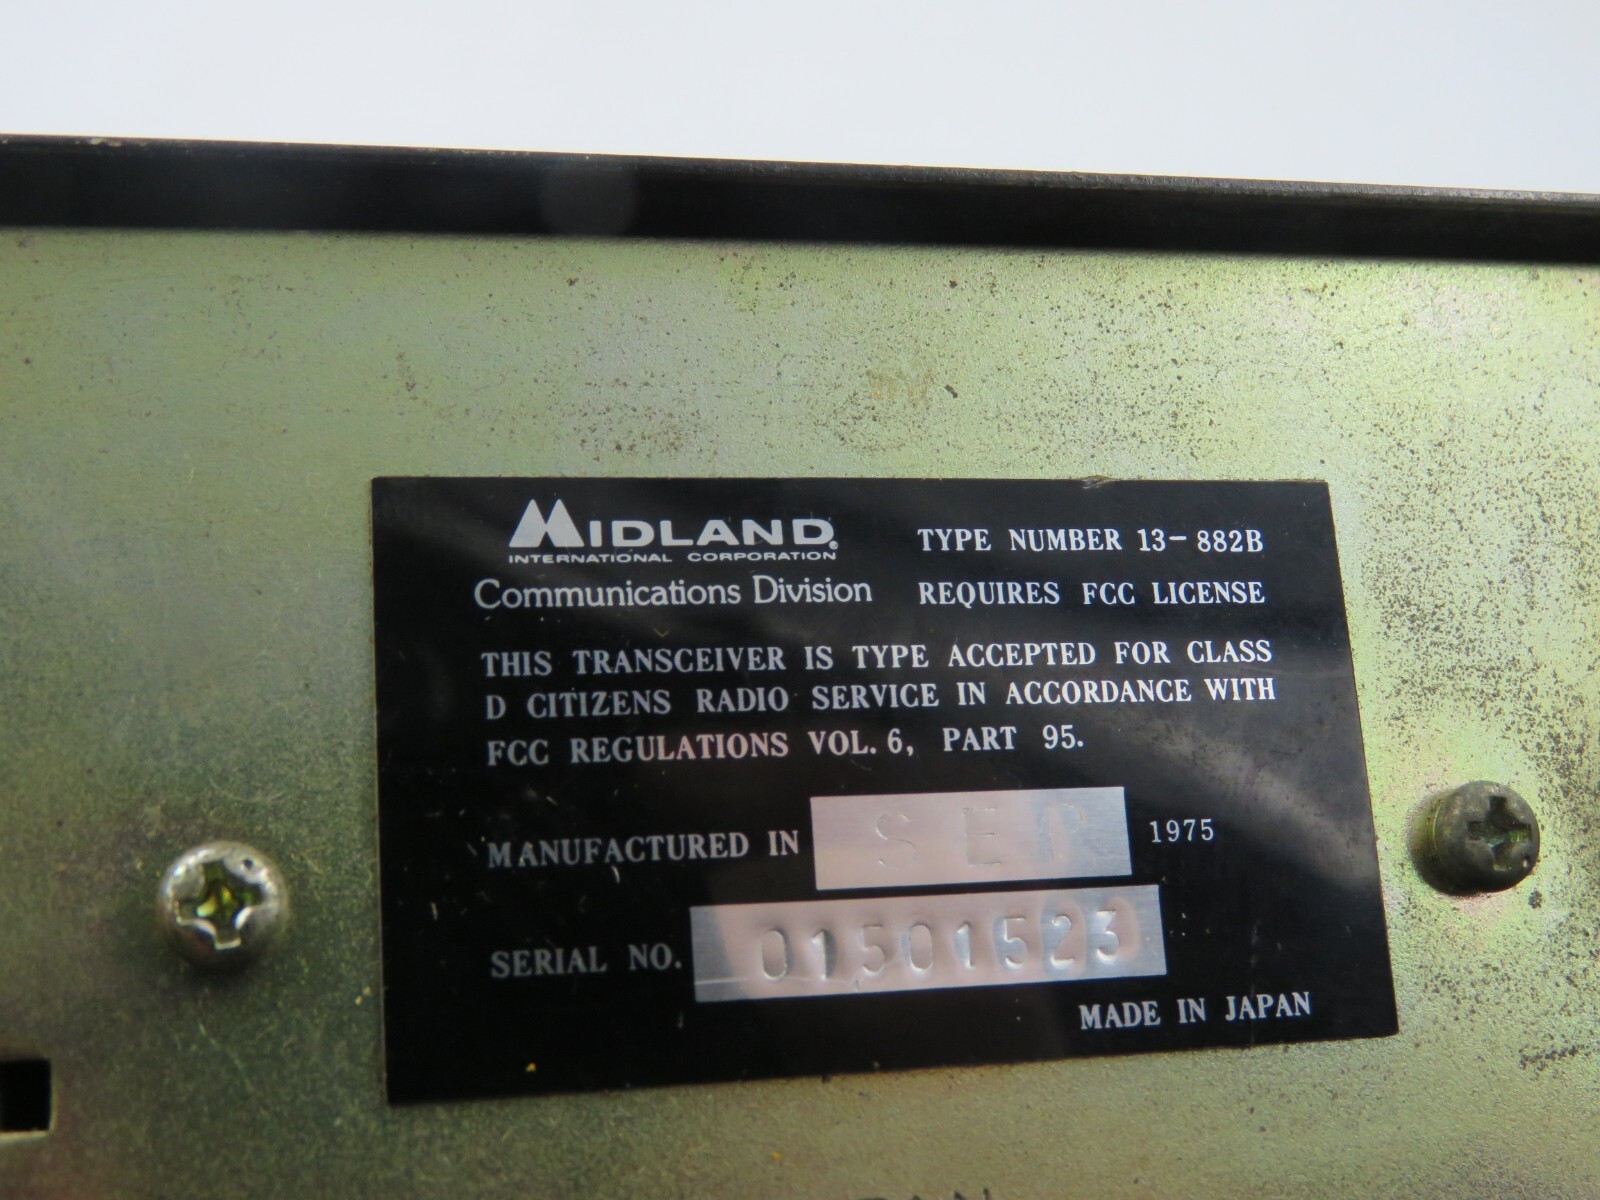 MIDLAND®
INTERNATIONAL CORPORATION
Communications Division
TYPE NUMBER 13-882B
REQUIRES FCC LICENSE
THIS TRANSCEIVER IS TYPE ACCEPTED FOR CLASS
D CITIZENS RADIO SERVICE IN ACCORDANCE WITH
FCC REGULATIONS VOL. 6, PART 95.
MANUFACTURED IN SEP 1975
SERIAL NO. 01501523
MADE IN JAPAN